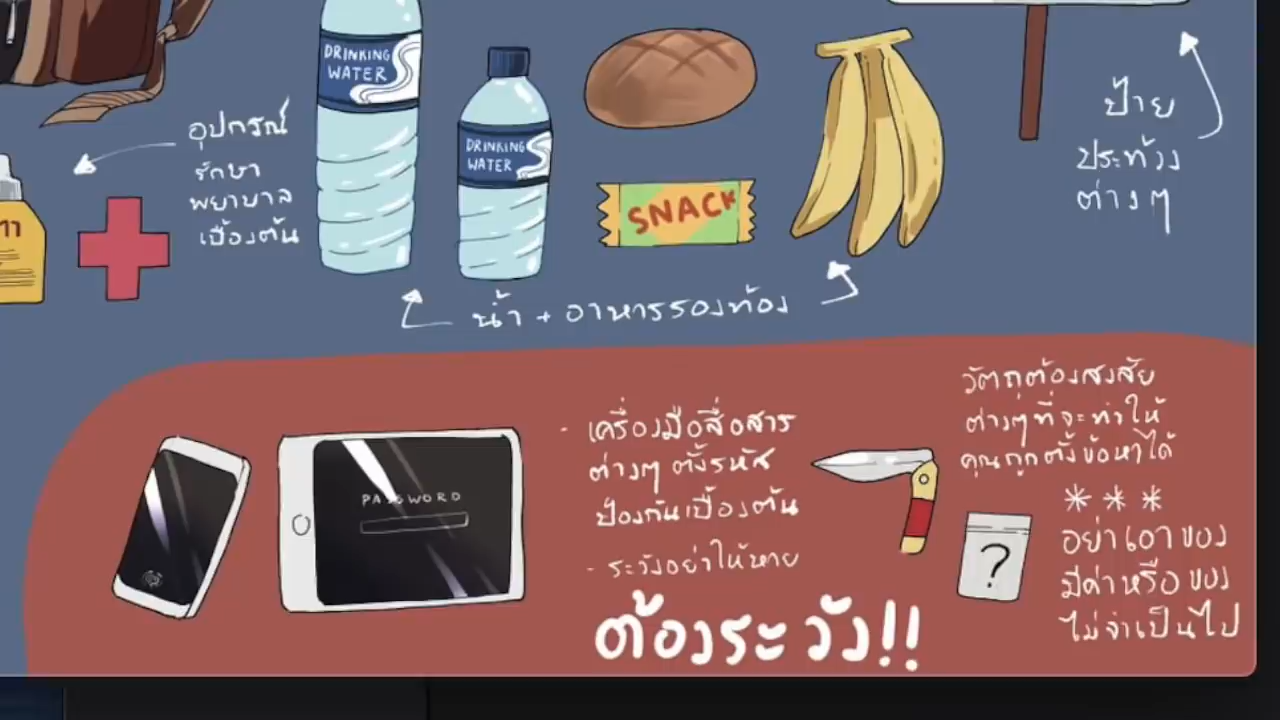 DRINKING
WATER
DRINKING
WATER
อุปกรณ์
รักษา
พยาบาล
เบื้องต้น
SNACK
ป้าย
ประท้วง
ต่างๆ
น้ำ + อาหารรองท้อง
PASSWORD
- เครื่องมือสื่อสาร
ต่างๆ ตั้งรหัส
ป้องกันเบื้องต้น
- ระวังอย่าให้หาย
ต้องระวัง!!
วัตถุต้องสงสัย
ต่างๆที่จะทำให้
คุณถูกตั้งข้อหาได้
?
***
อย่าเอาของ
มีค่าหรือของ
ไม่จำเป็นไป